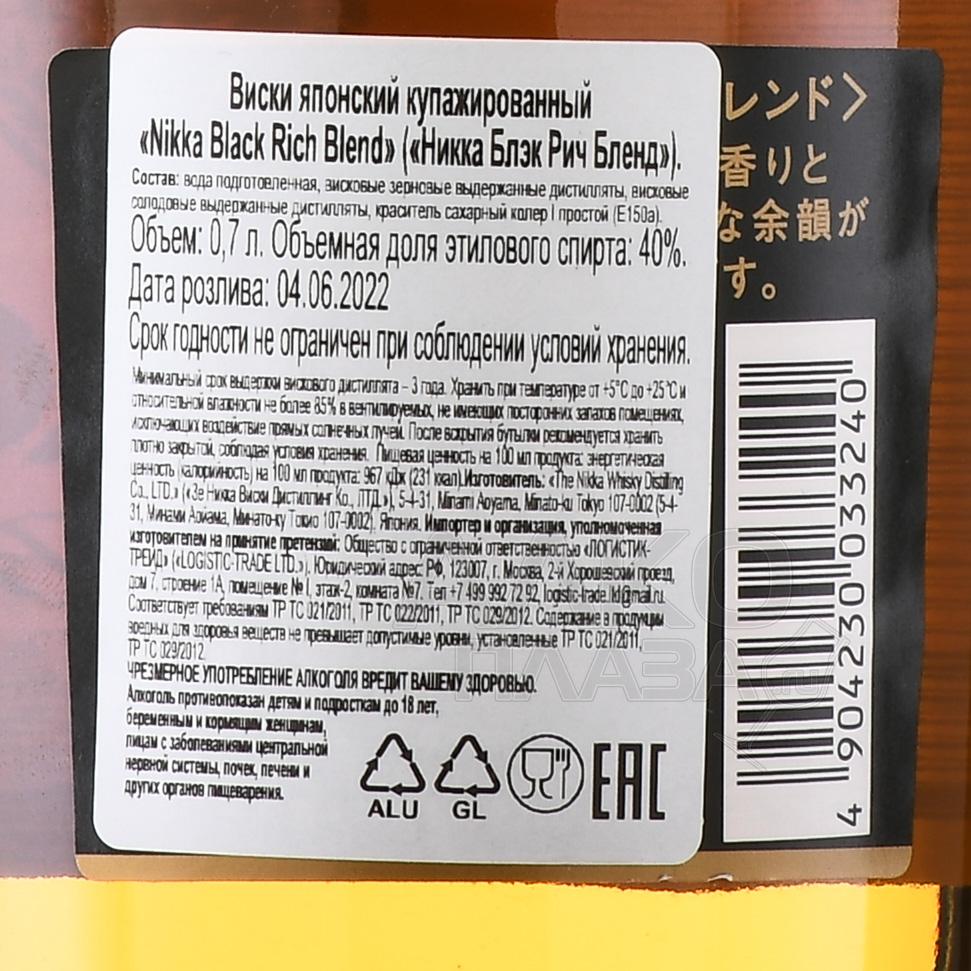 Виски японский купажированный
«Nikka Black Rich Blend» («Никка Блэк Рич Бленд»).
Состав: вода подготовленная, висковые зерновые выдержанные дистилляты, висковые
солодовые выдержанные дистилляты, краситель сахарный колер I простой (Е150а).
Объем: 0,7 л. Объемная доля этилового спирта: 40%.
Дата розлива: 04.06.2022
Срок годности не ограничен при соблюдении условий хранения.
Минимальный срок выдержки вискового дистиллята – 3 года. Хранить при температуре от +5°С до +25°С и
относительной влажности не более 85% в вентилируемых, не имеющих посторонних запахов помещениях,
исключающих воздействие прямых солнечных лучей. После вскрытия бутылки рекомендуется хранить
плотно закрытой, соблюдая условия хранения. Пищевая ценность на 100 мл продукта: энергетическая
ценность (калорийность) на 100 мл продукта: 967 кДж (231 ккал).Изготовитель: «The Nikka Whisky Distilling
Co., LTD.» («Зе Никка Виски Дистиллинг Ко., ЛТД.»), 5-4-31, Minami Aoyama, Minato-ku Tokyo 107-0002 (5-4-
31, Минами Аойама, Минато-ку Токио 107-0002). Япония. Импортер и организация, уполномоченная
изготовителем на принятие претензий: Общество с ограниченной ответственностью «ЛОГИСТИК-
ТРЕЙД» («LOGISTIC-TRADE LTD.»), Юридический адрес: РФ, 123007, г. Москва, 2-й Хорошевский проезд,
дом 7, строение 1А, помещение № I, этаж-2, комната №7. Тел +7 499 992 72 92, logistic-trade.ltd@mail.ru.
Соответствует требованиям ТР ТС 021/2011, ТР ТС 022/2011, ТР ТС 029/2012. Содержание в продукции
вредных для здоровья веществ не превышает допустимые уровни, установленные ТР ТС 021/2011,
ТР ТС 029/2012.
ЧРЕЗМЕРНОЕ УПОТРЕБЛЕНИЕ АЛКОГОЛЯ ВРЕДИТ ВАШЕМУ ЗДОРОВЬЮ.
Алкоголь противопоказан детям и подросткам до 18 лет,
беременным и кормящим женщинам,
лицам с заболеваниями центральной
нервной системы, почек, печени и
других органов пищеварения.
ALU GL EAC
レンド〉
香りと
な余韻が
す。
4 904230 033240
ПЛАЗА
ru